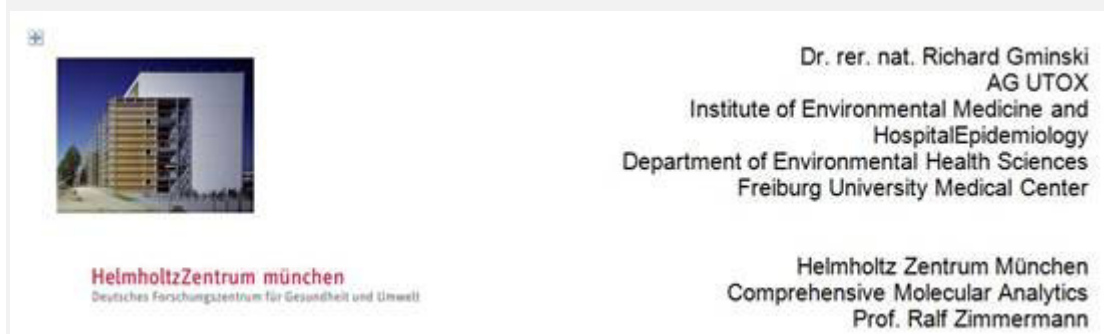 Dr. rer. nat. Richard Gminski
AG UTOX
Institute of Environmental Medicine and
HospitalEpidemiology
Department of Environmental Health Sciences
Freiburg University Medical Center
HelmholtzZentrum münchen
Deutsches Forschungszentrum für Gesundheit und Umwelt
Helmholtz Zentrum München
Comprehensive Molecular Analytics
Prof. Ralf Zimmermann